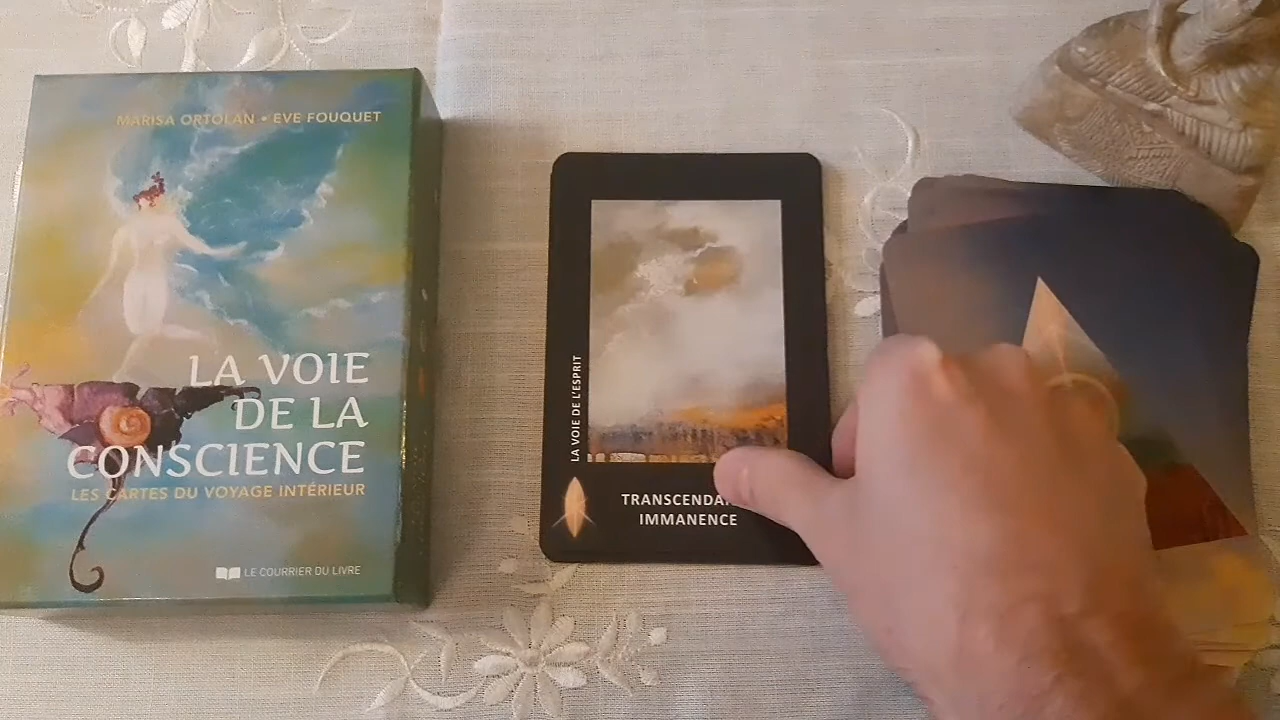 MARISA ORTOLAN • EVE FOUQUET
LA VOIE
DE LA
CONSCIENCE
LES CARTES DU VOYAGE INTÉRIEUR
LE COURRIER DU LIVRE
LA VOIE DE L'ESPRIT
IMMANENCE